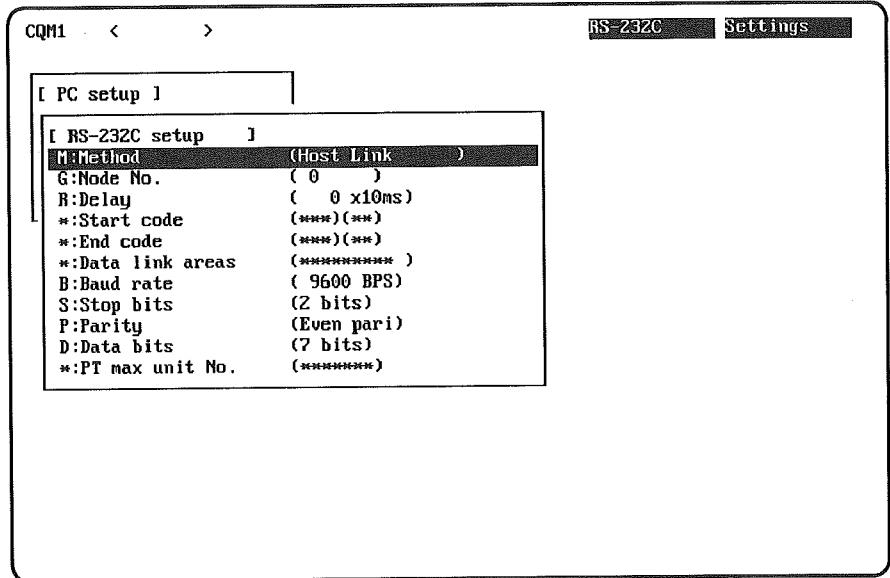 CQM1 < > RS-232C Settings
[ PC setup ]
[ RS-232C setup ]
M:Method (Host Link )
G:Node No. ( 0 )
R:Delay ( 0 x10ms)
*:Start code (***)(**)
*:End code (***)(**)
*:Data link areas (********* )
B:Baud rate ( 9600 BPS)
S:Stop bits (2 bits)
P:Parity (Even pari)
D:Data bits (7 bits)
*:PT max unit No. (*******)